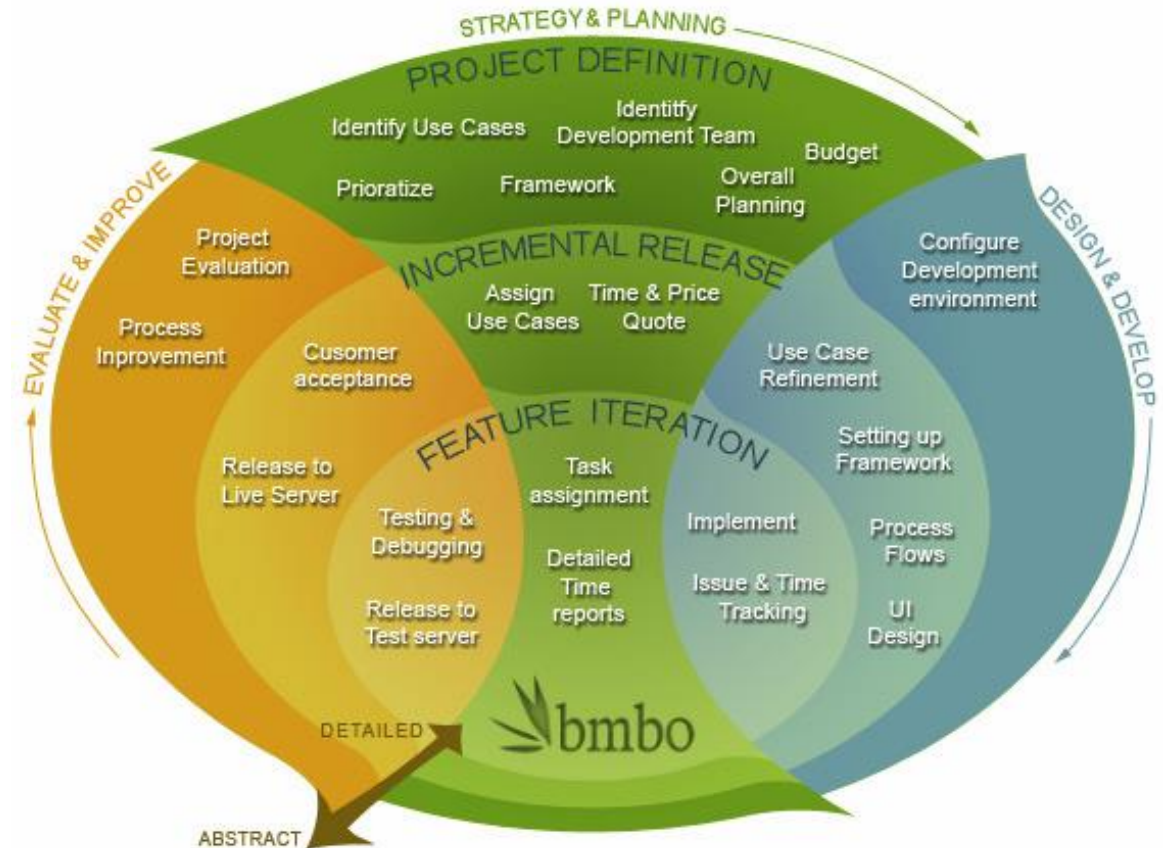 STRATEGY & PLANNING
PROJECT DEFINITION
Identify Use Cases
Identitfy
Development Team
Budget
Prioratize
Framework
Overall
Planning
EVALUATE & IMPROVE
DESIGN & DEVELOP
Project
Evaluation
Process
Inprovement
INCREMENTAL RELEASE
Assign
Use Cases
Time & Price
Quote
Configure
Development
environment
Cusomer
acceptance
Use Case
Refinement
Release to
Live Server
FEATURE ITERATION
Task
assignment
Setting up
Framework
Testing &
Debugging
Detailed
Time
reports
Implement
Process
Flows
Release to
Test server
Issue & Time
Tracking
UI
Design
bmbo
DETAILED
ABSTRACT